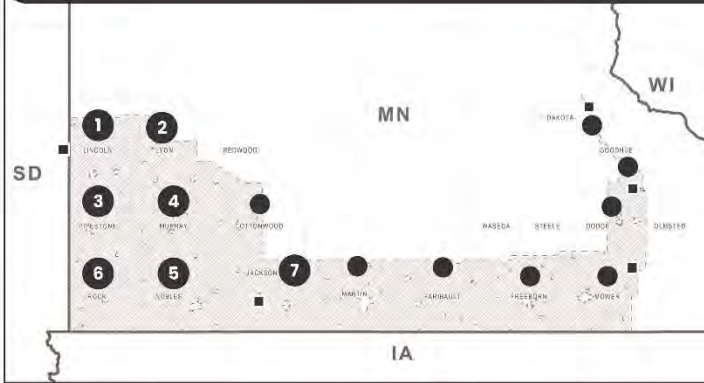 WI
MN
1
2
DAKOTA
LINCOLN
LYON
REDWOOD
GOODHUE
SD
3
4
PIPESTONE
MURRAY
COTTONWOOD
WASECA
STEELE
DODGE
OLMSTED
6
5
JACKSON
7
ROCK
NOBLES
MARTIN
FARIBAULT
FREEBORN
MOWER
IA